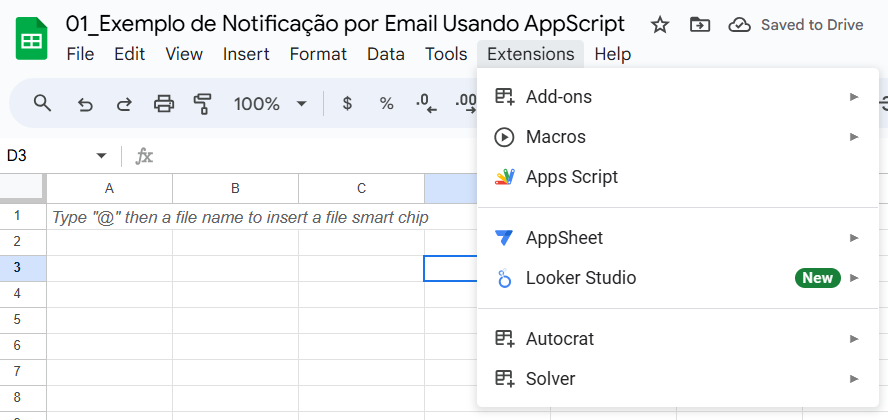 01_Exemplo de Notificação por Email Usando AppScript Saved to Drive
File Edit View Insert Format Data Tools Extensions Help
100% $ % .0 .00
Add-ons
Macros
Apps Script
AppSheet
Looker Studio New
Autocrat
Solver
D3 fx
A B C
1 Type "@" then a file name to insert a file smart chip
2
3
4
5
6
7
8